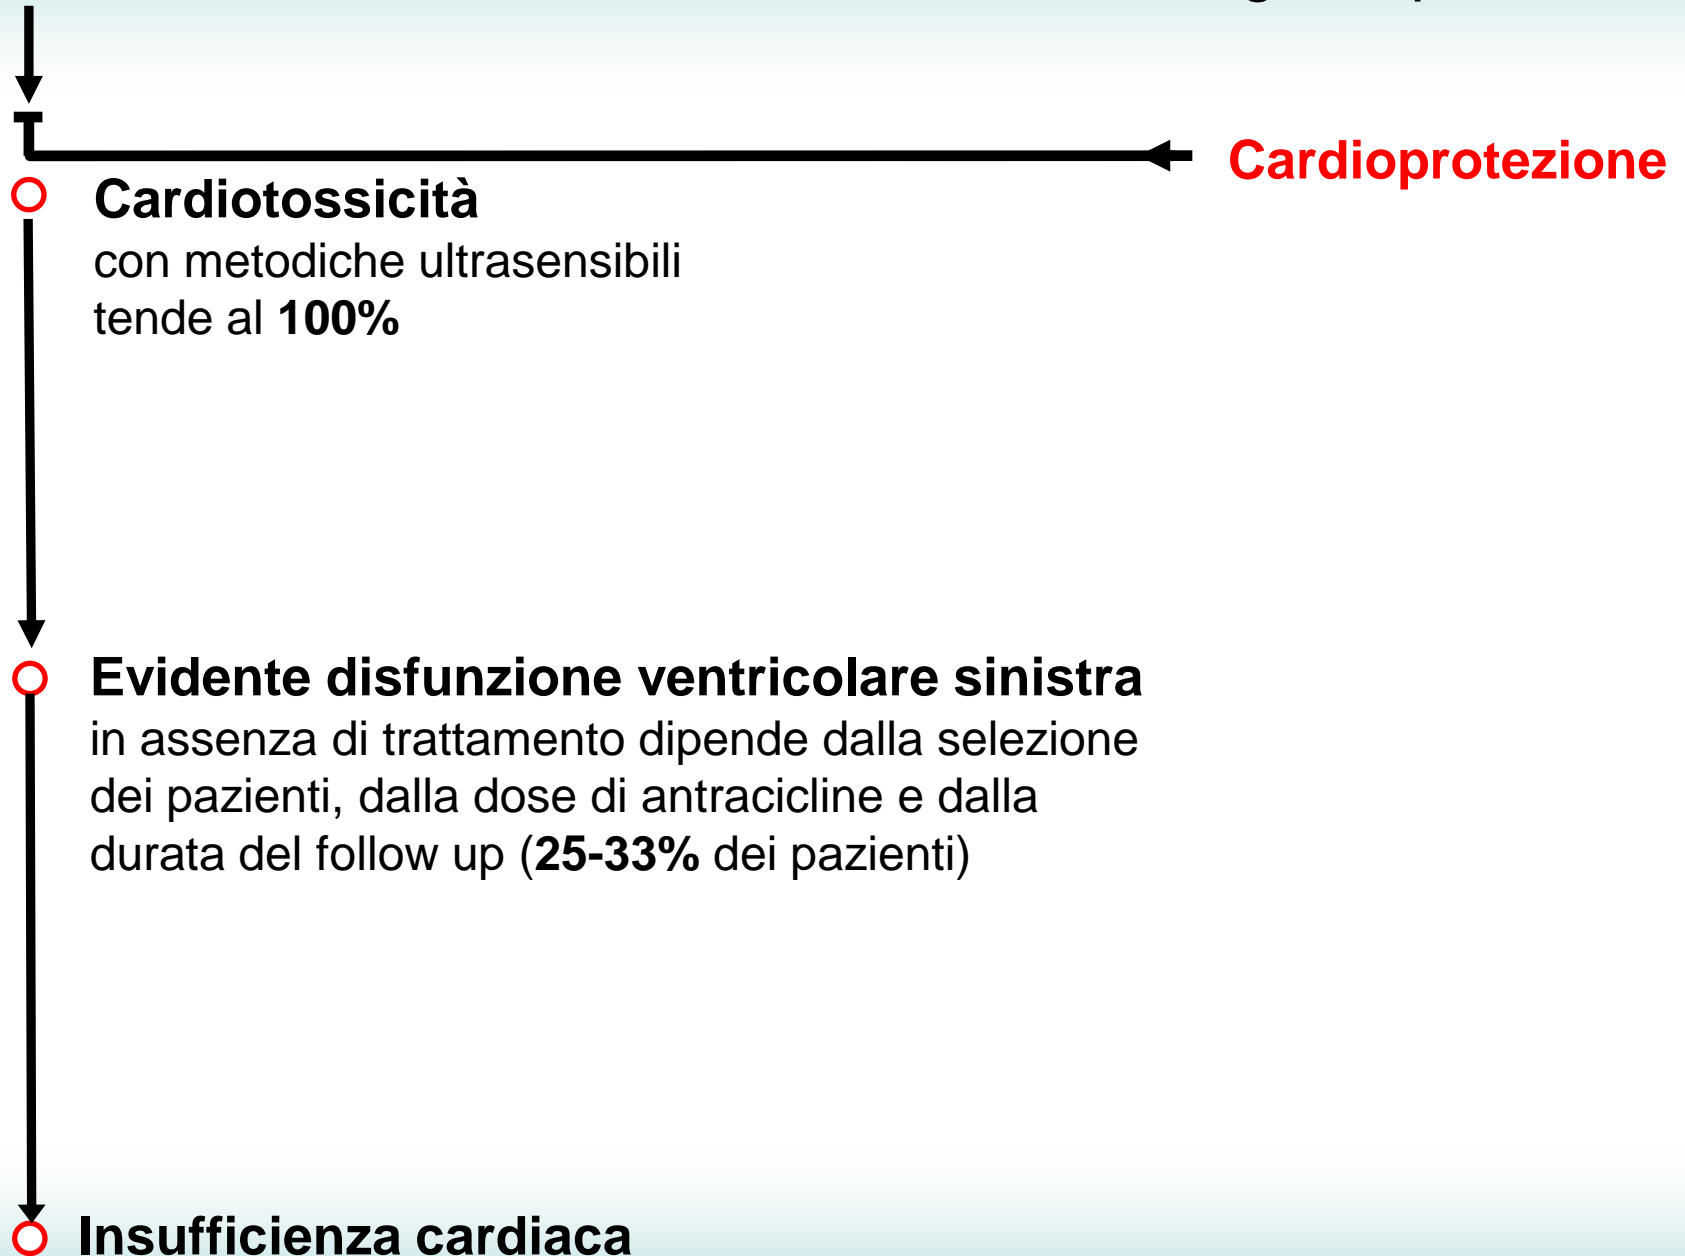 Cardioprotezione
Cardiotossicità
con metodiche ultrasensibili
tende al 100%
Evidente disfunzione ventricolare sinistra
in assenza di trattamento dipende dalla selezione
dei pazienti, dalla dose di antracicline e dalla
durata del follow up (25-33% dei pazienti)
Insufficienza cardiaca